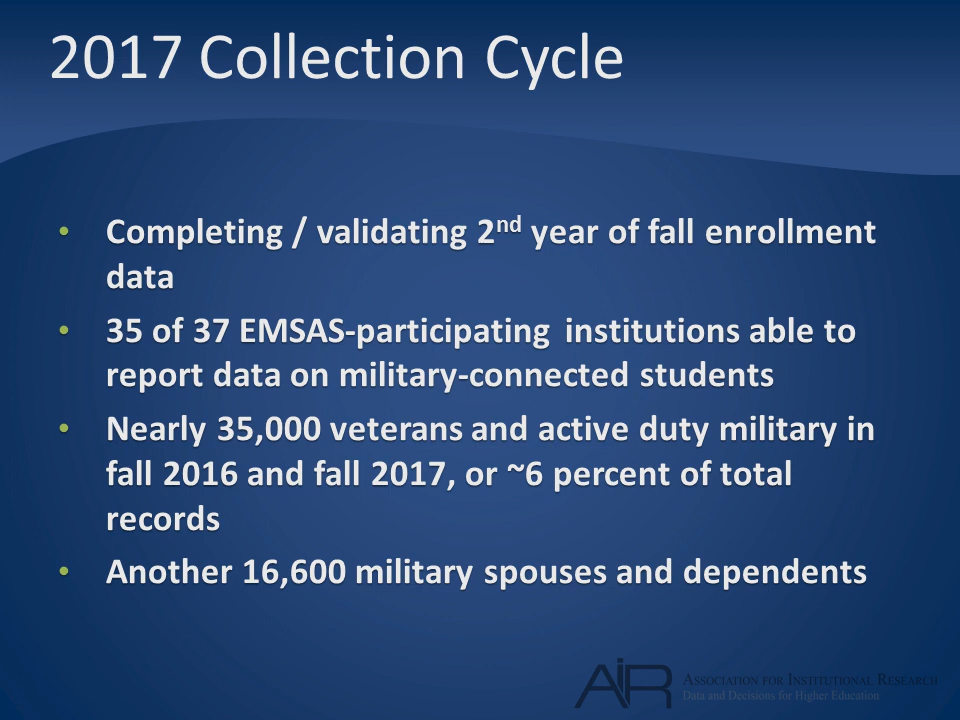 2017 Collection Cycle
• Completing / validating 2nd year of fall enrollment
data
• 35 of 37 EMSAS-participating institutions able to
report data on military-connected students
• Nearly 35,000 veterans and active duty military in
fall 2016 and fall 2017, or ~6 percent of total
records
• Another 16,600 military spouses and dependents
AIR ASSOCIATION FOR INSTITUTIONAL RESEARCH
Data and Decisions for Higher Education